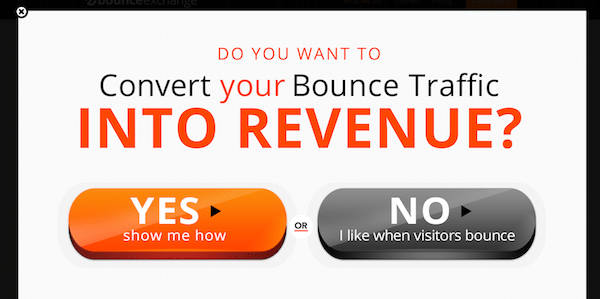 bounceexchange
DO YOU WANT TO
Convert your Bounce Traffic
INTO REVENUE?
YES
show me how
OR
NO
I like when visitors bounce